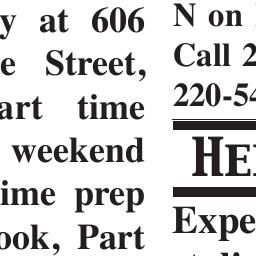 y at 606
e Street,
art time
weekend
ime prep
ook, Part
N on
Call 2
220-54
HE
Expe